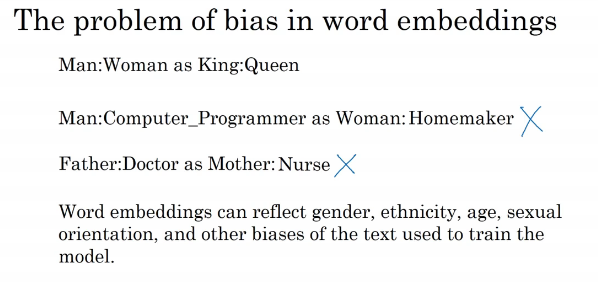 The problem of bias in word embeddings
Man:Woman as King:Queen
Man:Computer_Programmer as Woman:Homemaker
Father:Doctor as Mother:Nurse
Word embeddings can reflect gender, ethnicity, age, sexual
orientation, and other biases of the text used to train the
model.